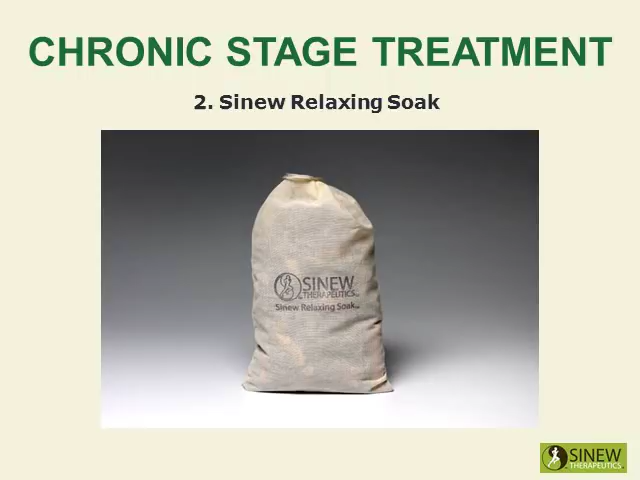 CHRONIC STAGE TREATMENT
2. Sinew Relaxing Soak
SINEW
THERAPEUTICS
Sinew Relaxing Soak
SINEW
THERAPEUTICS